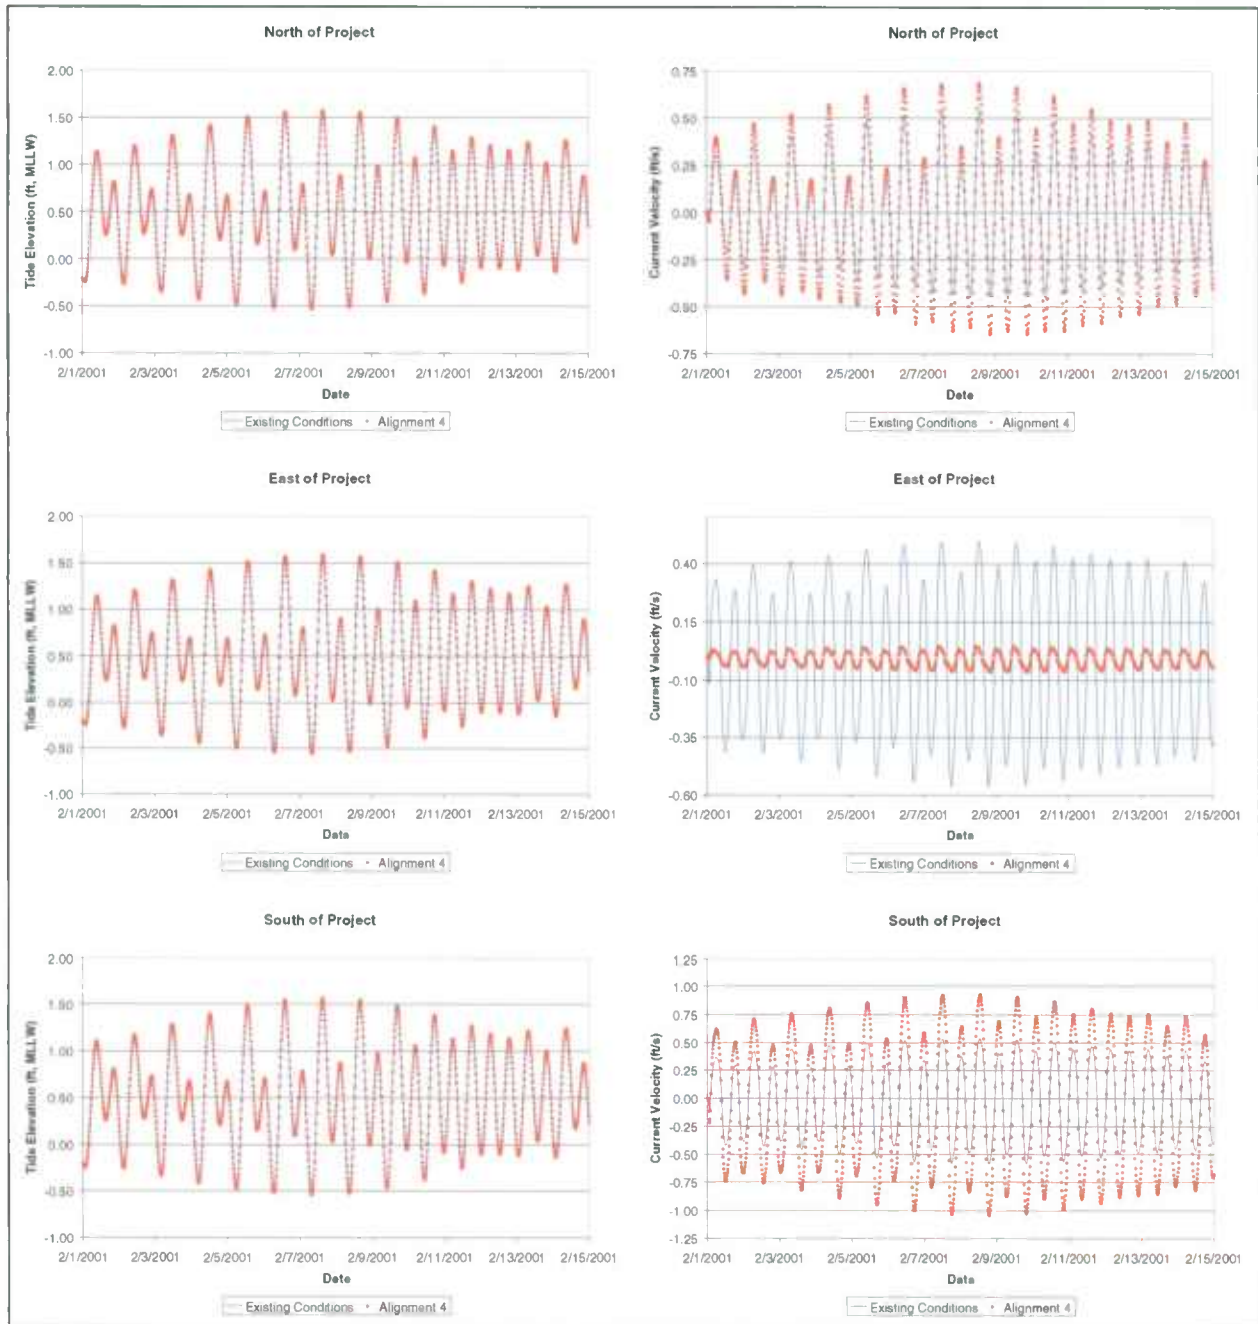 North of Project
Tide Elevation (ft, MLLW)
2.00
1.50
1.00
0.50
0.00
-0.50
-1.00
2/1/2001 2/3/2001 2/5/2001 2/7/2001 2/9/2001 2/11/2001 2/13/2001 2/15/2001
Date
Existing Conditions Alignment 4
North of Project
Current Velocity (ft/s)
0.75
0.50
0.25
0.00
-0.25
-0.50
-0.75
2/1/2001 2/3/2001 2/5/2001 2/7/2001 2/9/2001 2/11/2001 2/13/2001 2/15/2001
Date
Existing Conditions Alignment 4
East of Project
Tide Elevation (ft, MLLW)
2.00
1.50
1.00
0.50
0.00
-0.50
-1.00
2/1/2001 2/3/2001 2/5/2001 2/7/2001 2/9/2001 2/11/2001 2/13/2001 2/15/2001
Date
Existing Conditions Alignment 4
East of Project
Current Velocity (ft/s)
0.40
0.15
-0.10
-0.35
-0.60
2/1/2001 2/3/2001 2/5/2001 2/7/2001 2/9/2001 2/11/2001 2/13/2001 2/15/2001
Date
Existing Conditions Alignment 4
South of Project
Tide Elevation (ft, MLLW)
2.00
1.50
1.00
0.50
0.00
-0.50
-1.00
2/1/2001 2/3/2001 2/5/2001 2/7/2001 2/9/2001 2/11/2001 2/13/2001 2/15/2001
Date
Existing Conditions Alignment 4
South of Project
Current Velocity (ft/s)
1.25
1.00
0.75
0.50
0.25
0.00
-0.25
-0.50
-0.75
-1.00
-1.25
2/1/2001 2/3/2001 2/5/2001 2/7/2001 2/9/2001 2/11/2001 2/13/2001 2/15/2001
Date
Existing Conditions Alignment 4